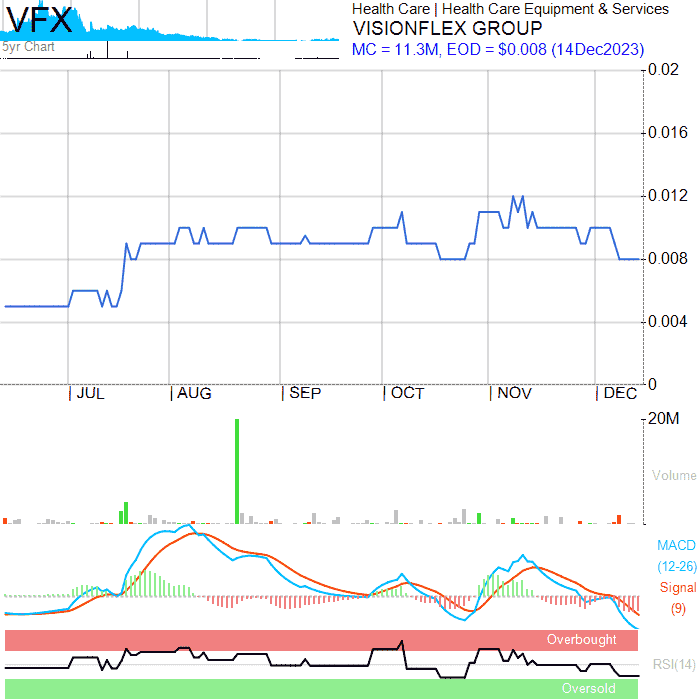 VFX
5yr Chart
Health Care | Health Care Equipment & Services
VISIONFLEX GROUP
MC = 11.3M, EOD = $0.008 (14Dec2023)
0.02
0.016
0.012
0.008
0.004
0
| JUL | AUG | SEP | OCT | NOV | DEC
20M
Volume
MACD
(12-26)
Signal
(9)
Overbought
RSI(14)
Oversold